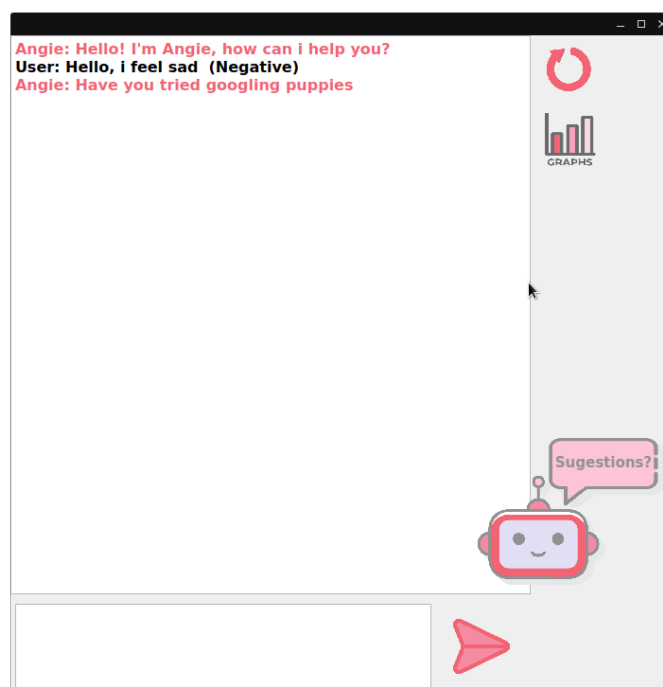 Angie: Hello! I'm Angie, how can i help you?
User: Hello, i feel sad  (Negative)
Angie: Have you tried googling puppies
GRAPHS
Sugestions?